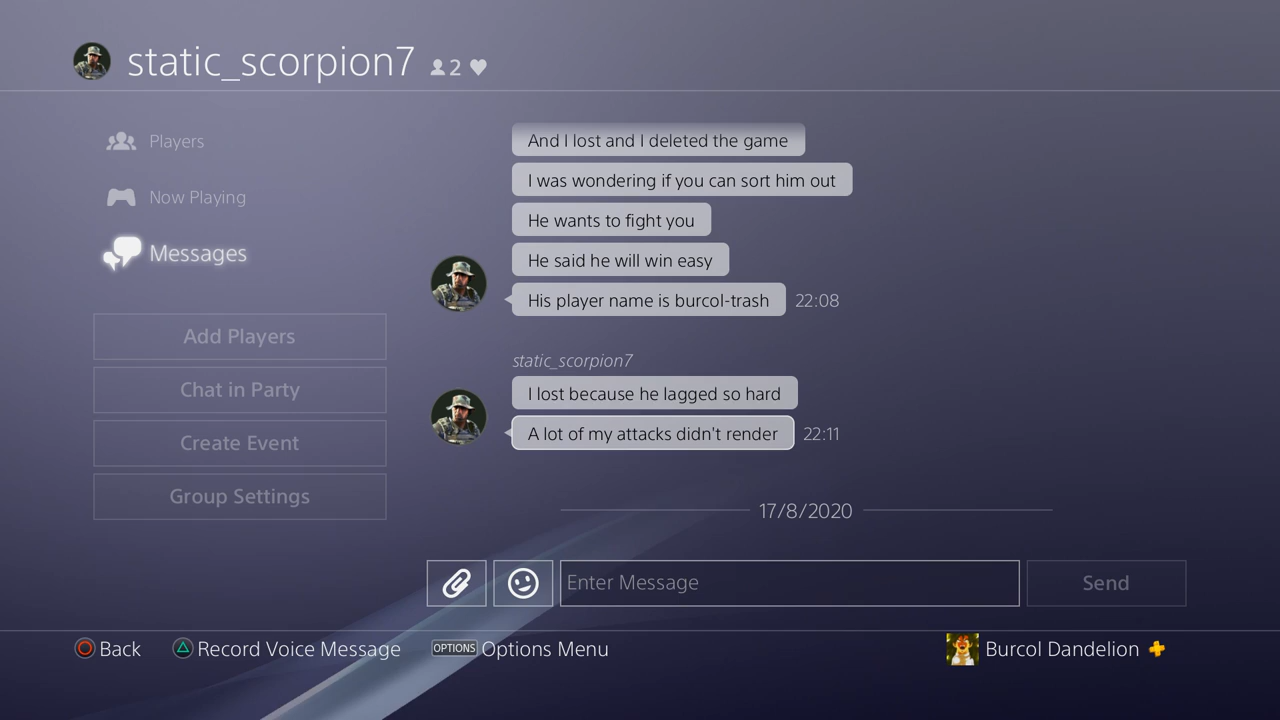 static_scorpion7 2
Players
Now Playing
Messages
Add Players
Chat in Party
Create Event
Group Settings
And I lost and I deleted the game
I was wondering if you can sort him out
He wants to fight you
He said he will win easy
His player name is burcol-trash 22:08
static_scorpion7
I lost because he lagged so hard
A lot of my attacks didn't render 22:11
17/8/2020
Enter Message Send
Back Record Voice Message OPTIONS Options Menu Burcol Dandelion